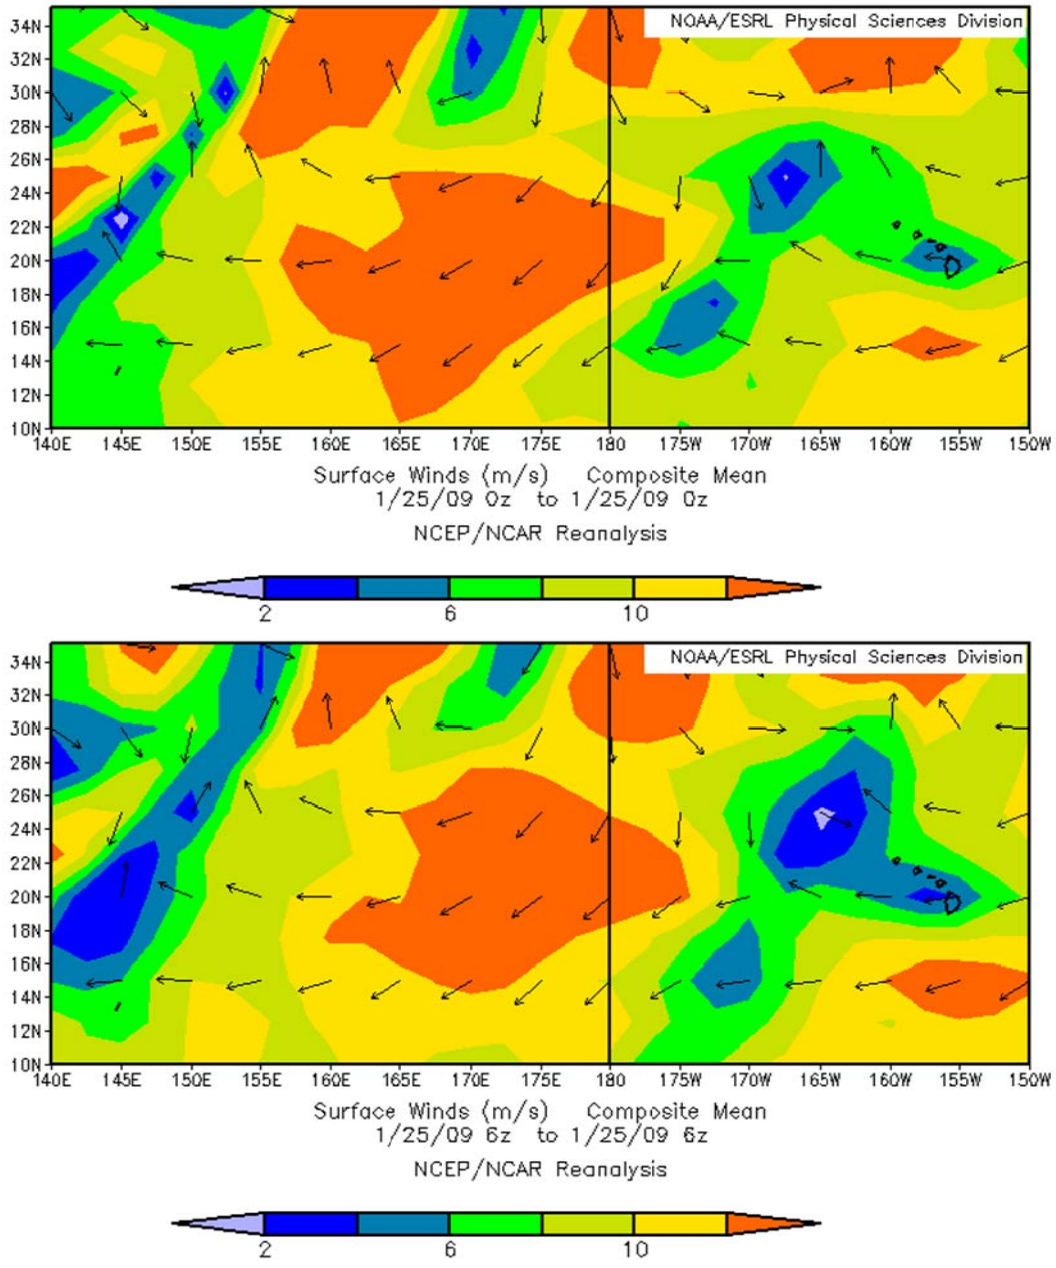 NOAA/ESRL Physical Sciences Division
34N
32N
30N
28N
26N
24N
22N
20N
18N
16N
14N
12N
10N
140E 145E 150E 155E 160E 165E 170E 175E 180 175W 170W 165W 160W 155W 150W
Surface Winds (m/s) Composite Mean
1/25/09 0z to 1/25/09 0z
NCEP/NCAR Reanalysis
2 6 10
NOAA/ESRL Physical Sciences Division
34N
32N
30N
28N
26N
24N
22N
20N
18N
16N
14N
12N
10N
140E 145E 150E 155E 160E 165E 170E 175E 180 175W 170W 165W 160W 155W 150W
Surface Winds (m/s) Composite Mean
1/25/09 6z to 1/25/09 6z
NCEP/NCAR Reanalysis
2 6 10